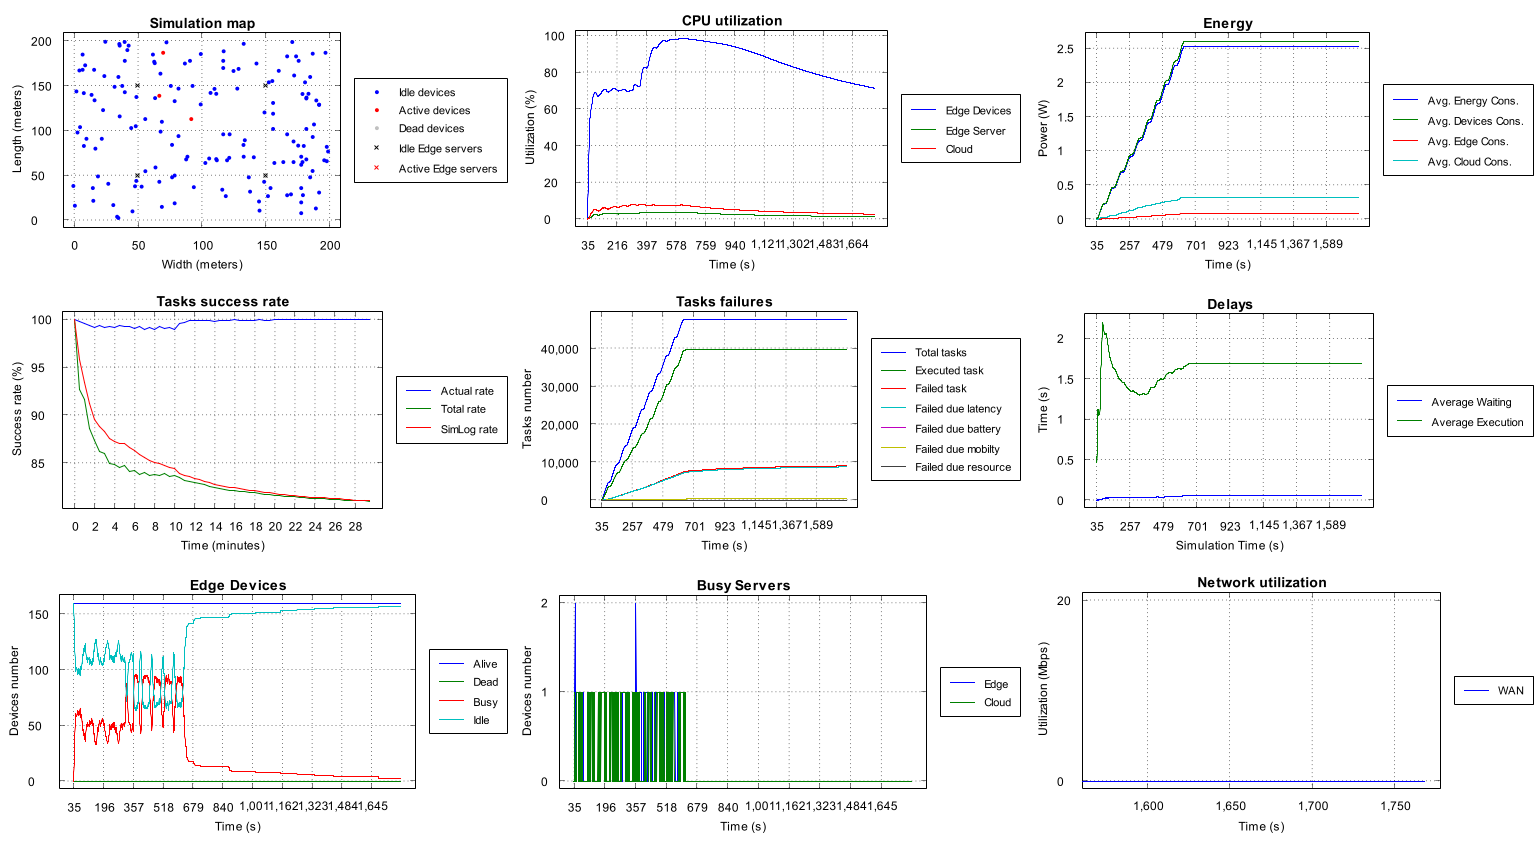 Simulation map
200
150
100
50
0
Length (meters)
0 50 100 150 200
Width (meters)
Idle devices
Active devices
Dead devices
Idle Edge servers
Active Edge servers
CPU utilization
100
80
60
40
20
0
Utilization (%)
35 216 397 578 759 940 1,121 1,302 1,483 1,664
Time (s)
Edge Devices
Edge Server
Cloud
Energy
2.5
2
1.5
1
0.5
0
Power (W)
35 257 479 701 923 1,145 1,367 1,589
Time (s)
Avg. Energy Cons.
Avg. Devices Cons.
Avg. Edge Cons.
Avg. Cloud Cons.
Tasks success rate
100
95
90
85
Success rate (%)
0 2 4 6 8 10 12 14 16 18 20 22 24 26 28
Time (minutes)
Actual rate
Total rate
SimLog rate
Tasks failures
40,000
30,000
20,000
10,000
0
Tasks number
35 257 479 701 923 1,145 1,367 1,589
Time (s)
Total tasks
Executed task
Failed task
Failed due latency
Failed due battery
Failed due mobilty
Failed due resource
Delays
2
1.5
1
0.5
0
Time (s)
35 257 479 701 923 1,145 1,367 1,589
Simulation Time (s)
Average Waiting
Average Execution
Edge Devices
150
100
50
0
Devices number
35 196 357 518 679 840 1,001 1,162 1,323 1,484 1,645
Time (s)
Alive
Dead
Busy
Idle
Busy Servers
2
1
0
Devices number
35 196 357 518 679 840 1,001 1,162 1,323 1,484 1,645
Time (s)
Edge
Cloud
Network utilization
20
0
Utilization (Mbps)
1,600 1,650 1,700 1,750
Time (s)
WAN